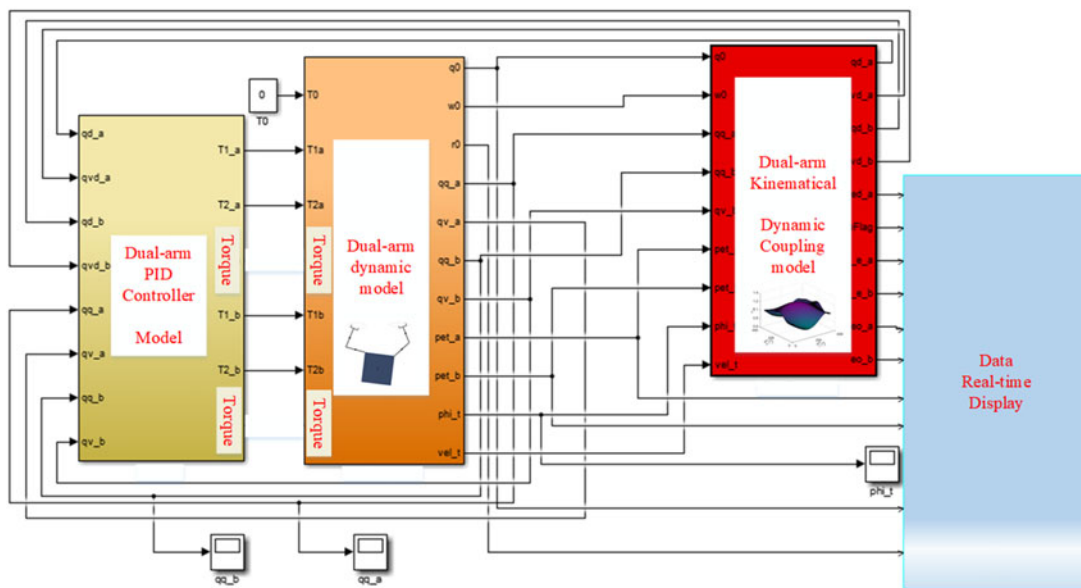 qd_a
qvd_a
qd_b
qvd_b
qq_a
qv_a
qq_b
qv_b
Dual-arm
PID
Controller
Model
T1_a
T2_a
T1_b
T2_b
Torque
Torque
0
T0
T0
T1a
T2a
T1b
T2b
Torque
Torque
Dual-arm
dynamic
model
q0
w0
r0
qq_a
qv_a
qq_b
qv_b
pet_a
pet_b
phi_t
vel_t
q0
w0
vel_t
Dual-arm
Kinematical
Dynamic
Coupling
model
qd_a
vd_a
qd_b
vd_b
Data
Real-time
Display
phi_t
qq_b
qq_a